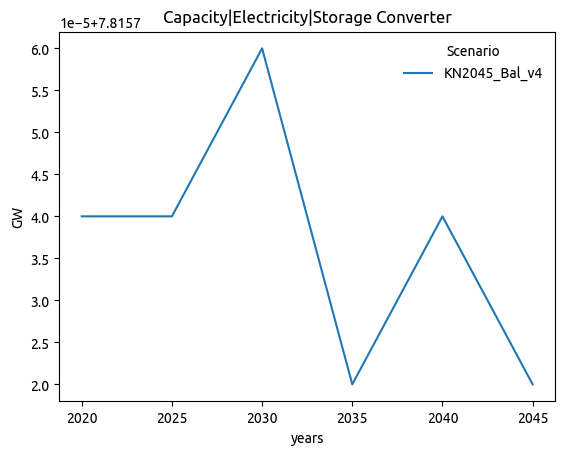 Capacity|Electricity|Storage Converter
1e−5+7.8157
Scenario
KN2045_Bal_v4
6.0
5.5
5.0
4.5
4.0
3.5
3.0
2.5
2.0
GW
2020 2025 2030 2035 2040 2045
years